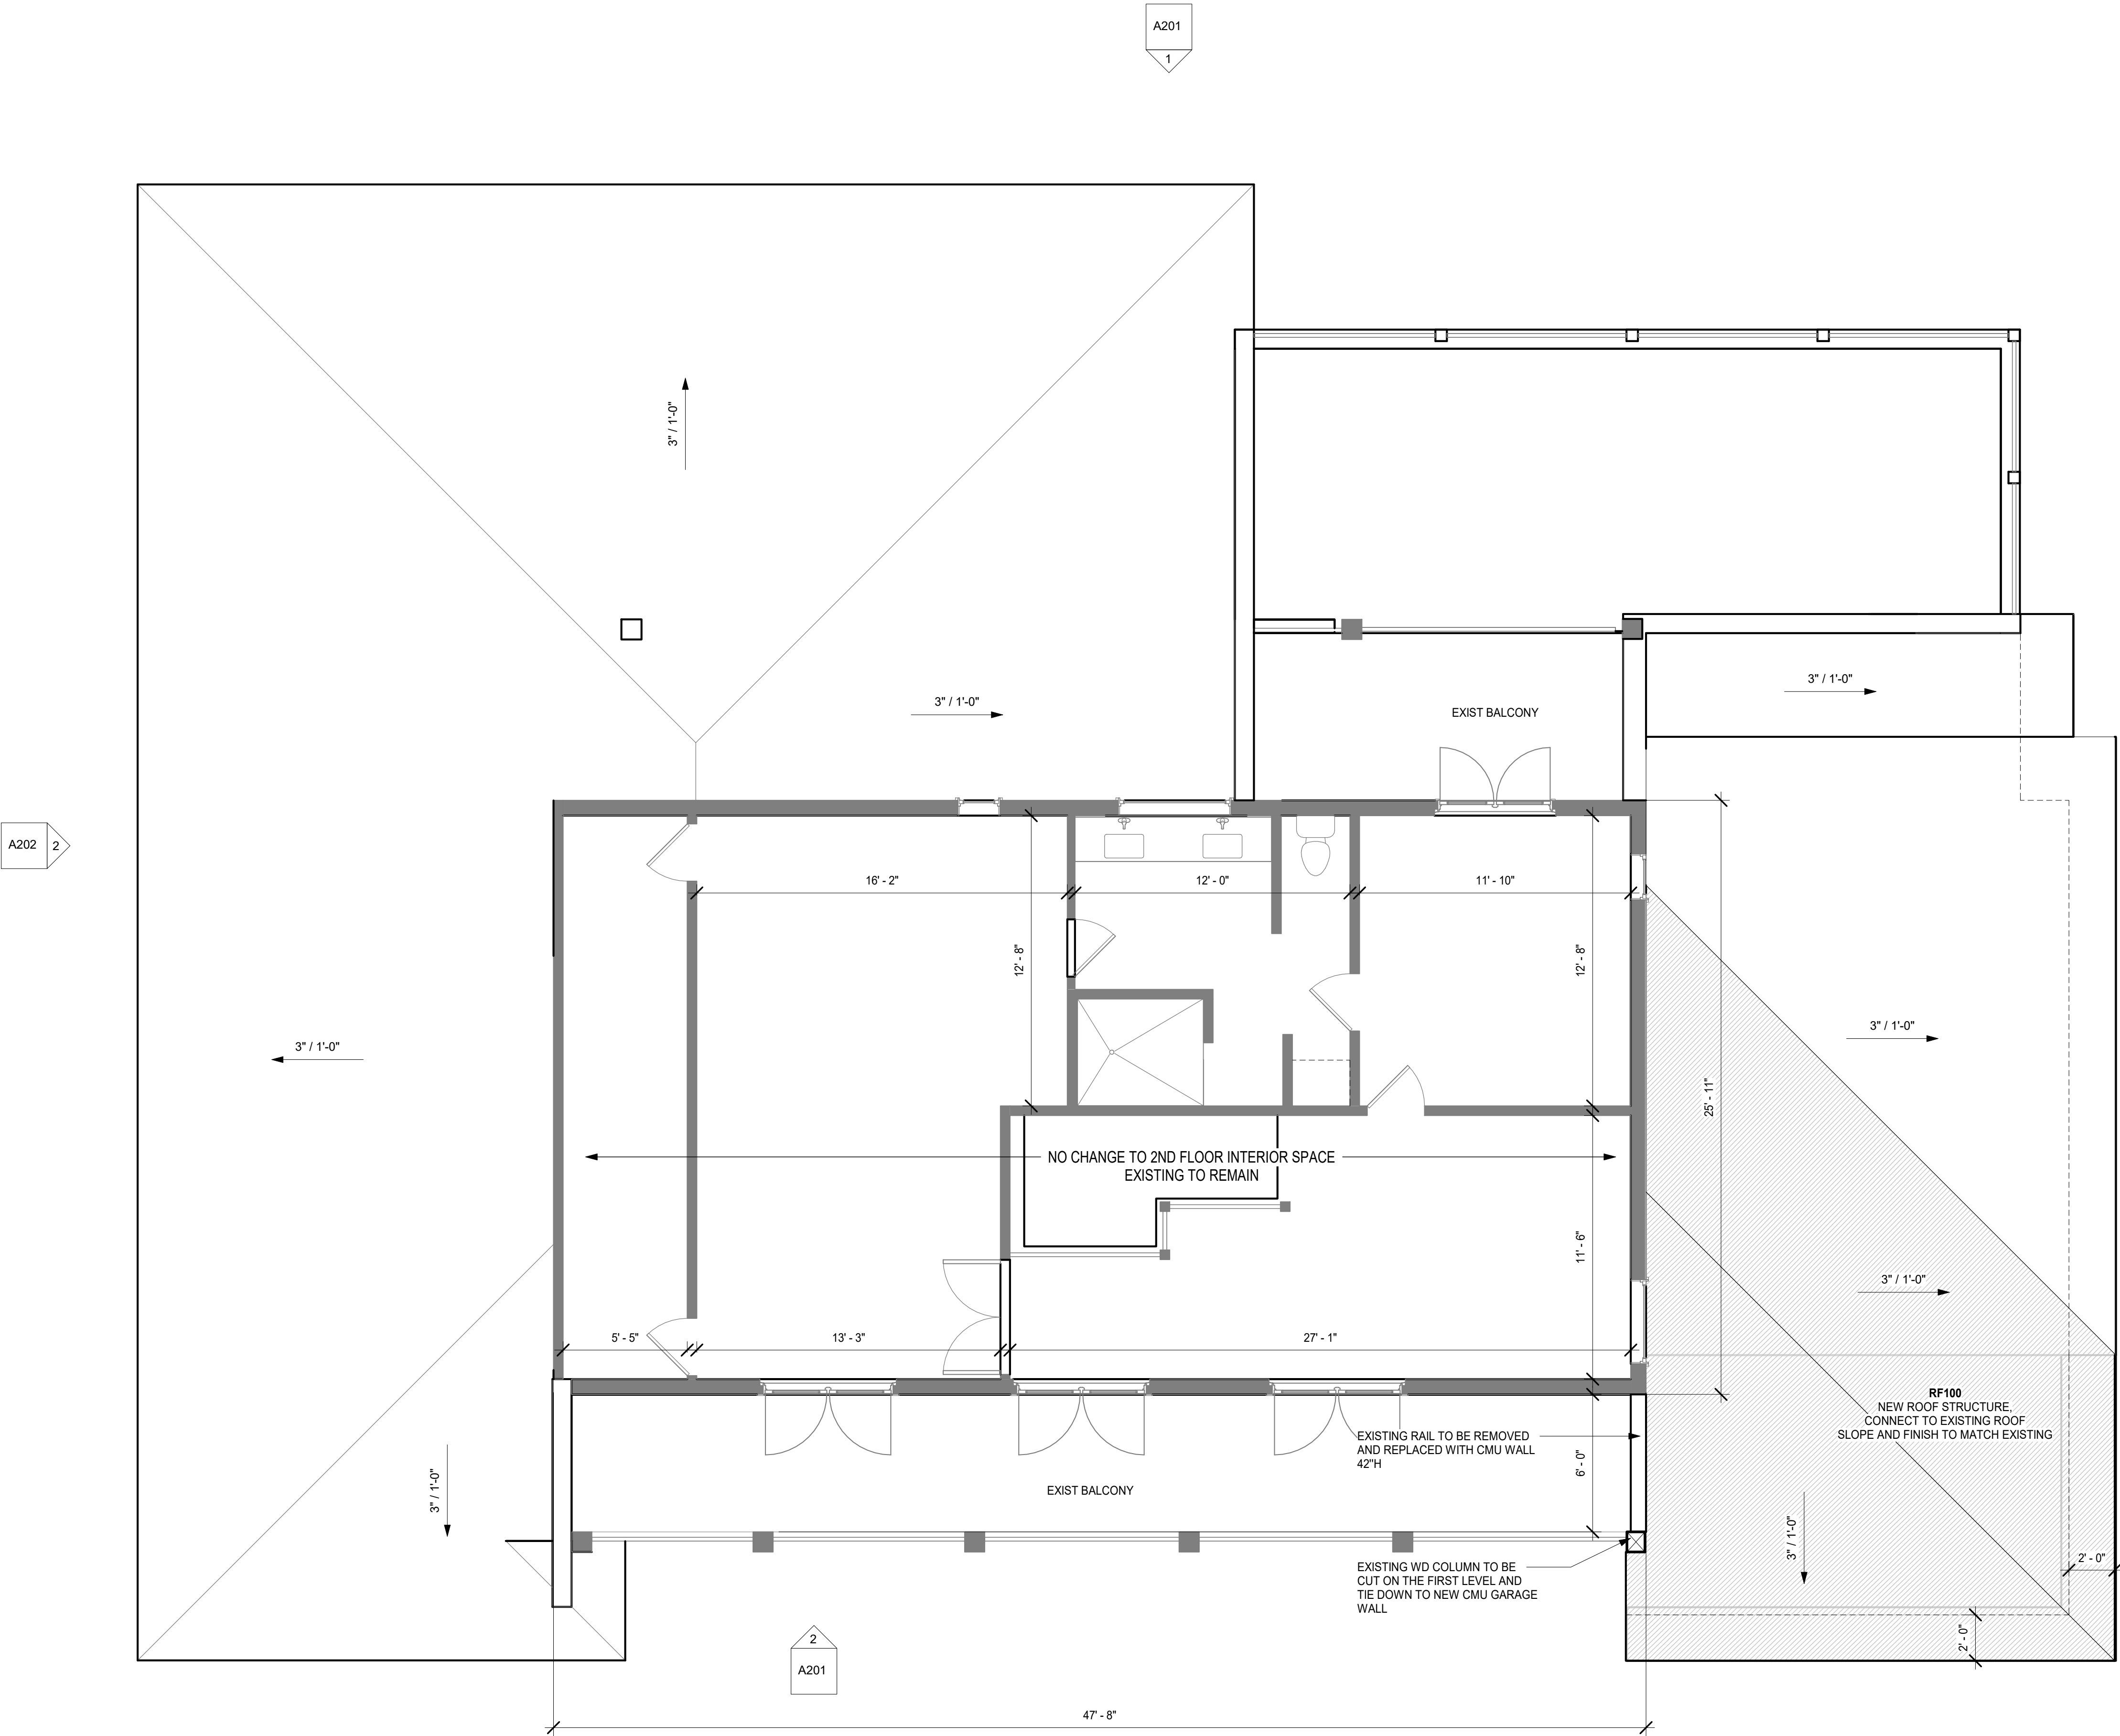 A201
1
3" / 1'-0"
3" / 1'-0"
3" / 1'-0"
EXIST BALCONY
A202
2
16' - 2"
12' - 0"
11' - 10"
12' - 8"
12' - 8"
3" / 1'-0"
3" / 1'-0"
25' - 11"
NO CHANGE TO 2ND FLOOR INTERIOR SPACE
EXISTING TO REMAIN
11' - 6"
3" / 1'-0"
5' - 5"
13' - 3"
27' - 1"
RF100
NEW ROOF STRUCTURE,
CONNECT TO EXISTING ROOF
SLOPE AND FINISH TO MATCH EXISTING
EXISTING RAIL TO BE REMOVED
AND REPLACED WITH CMU WALL
42"H
6' - 0"
3" / 1'-0"
EXIST BALCONY
3" / 1'-0"
EXISTING WD COLUMN TO BE
CUT ON THE FIRST LEVEL AND
TIE DOWN TO NEW CMU GARAGE
WALL
2' - 0"
2' - 0"
2
A201
47' - 8"